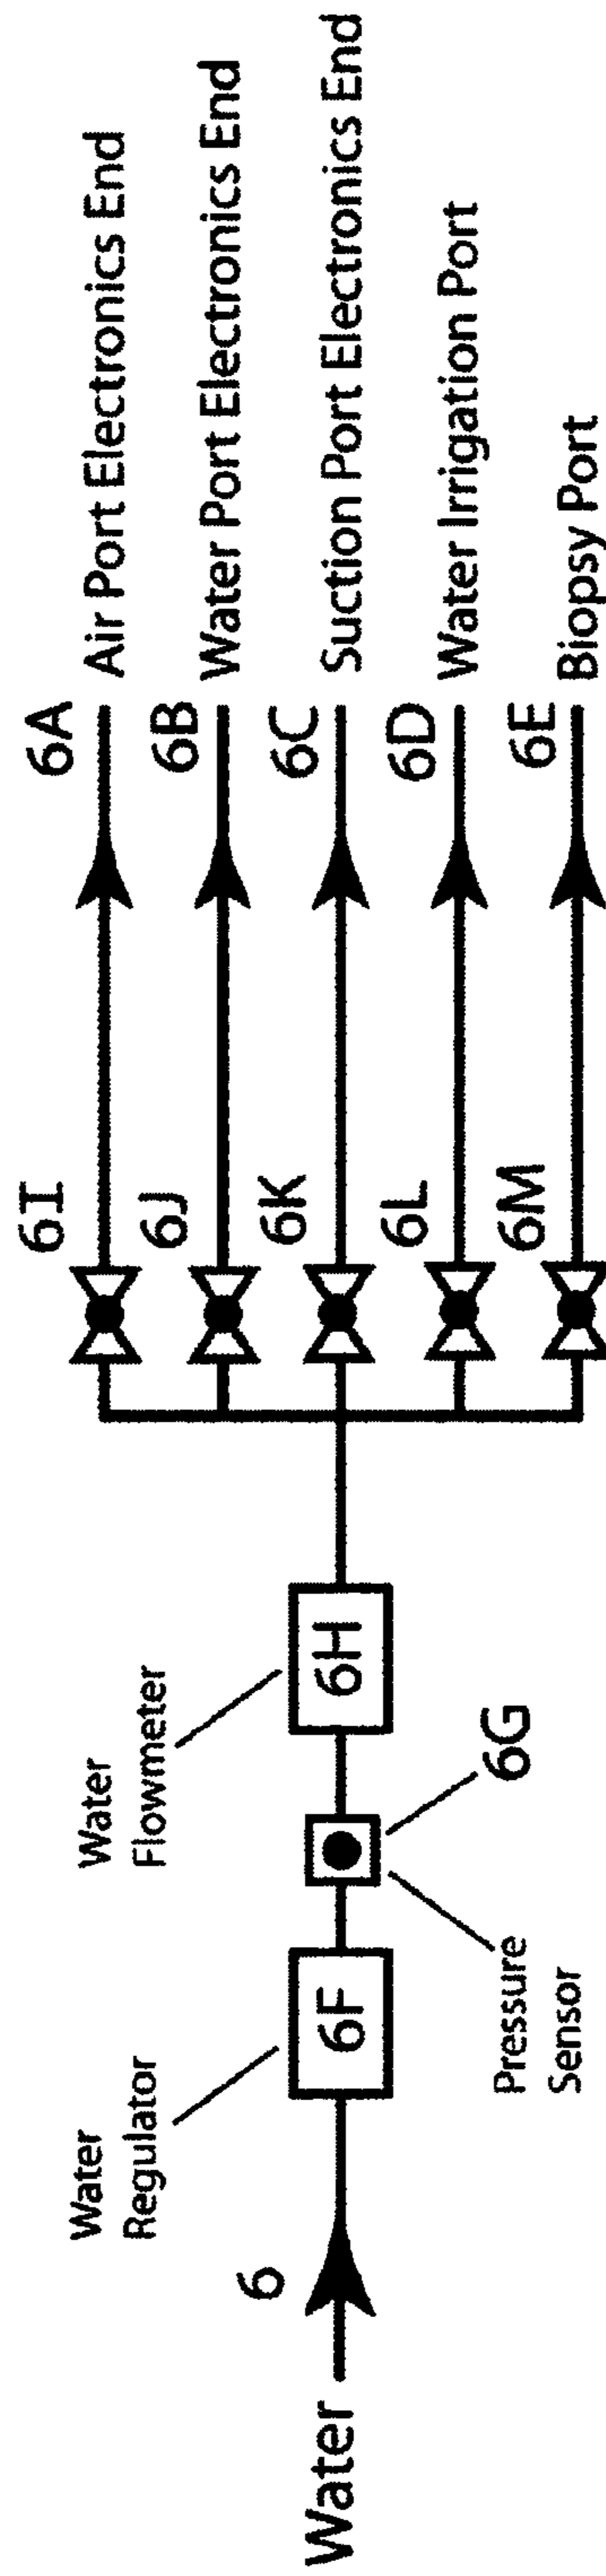 Water
6
Water
Regulator
6F
Pressure
Sensor
6G
Water
Flowmeter
6H
6I
6A
Air Port Electronics End
6J
6B
Water Port Electronics End
6K
6C
Suction Port Electronics End
6L
6D
Water Irrigation Port
6M
6E
Biopsy Port